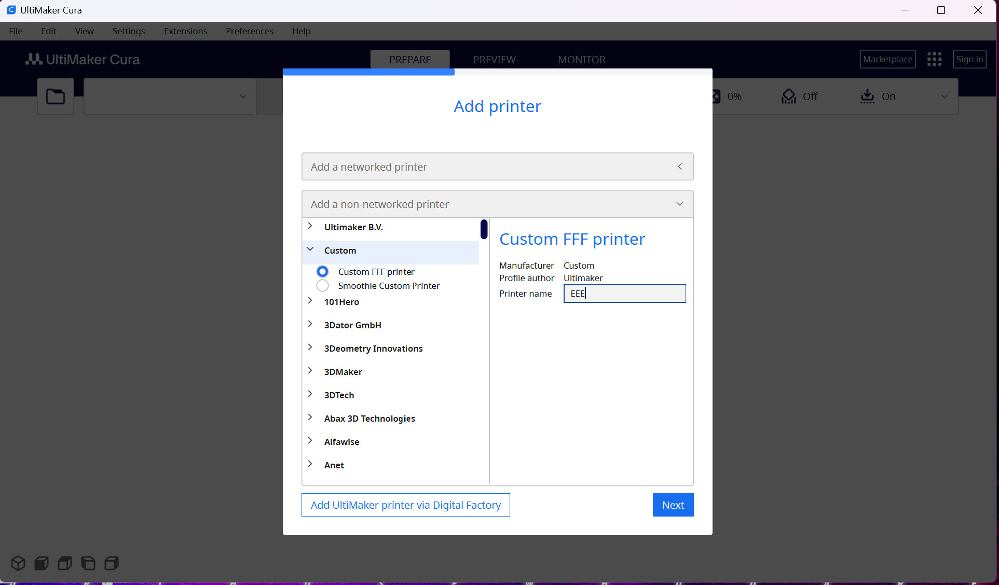 UltiMaker Cura
File Edit View Settings Extensions Preferences Help
UltiMaker Cura
PREPARE PREVIEW MONITOR
Marketplace Sign in
0% Off On
Add printer
Add a networked printer
Add a non-networked printer
Ultimaker B.V.
Custom
Custom FFF printer
Smoothie Custom Printer
101Hero
3Dator GmbH
3Deometry Innovations
3DMaker
3DTech
Abax 3D Technologies
Alfawise
Anet
Custom FFF printer
Manufacturer Custom
Profile author Ultimaker
Printer name EEE
Add UltiMaker printer via Digital Factory
Next